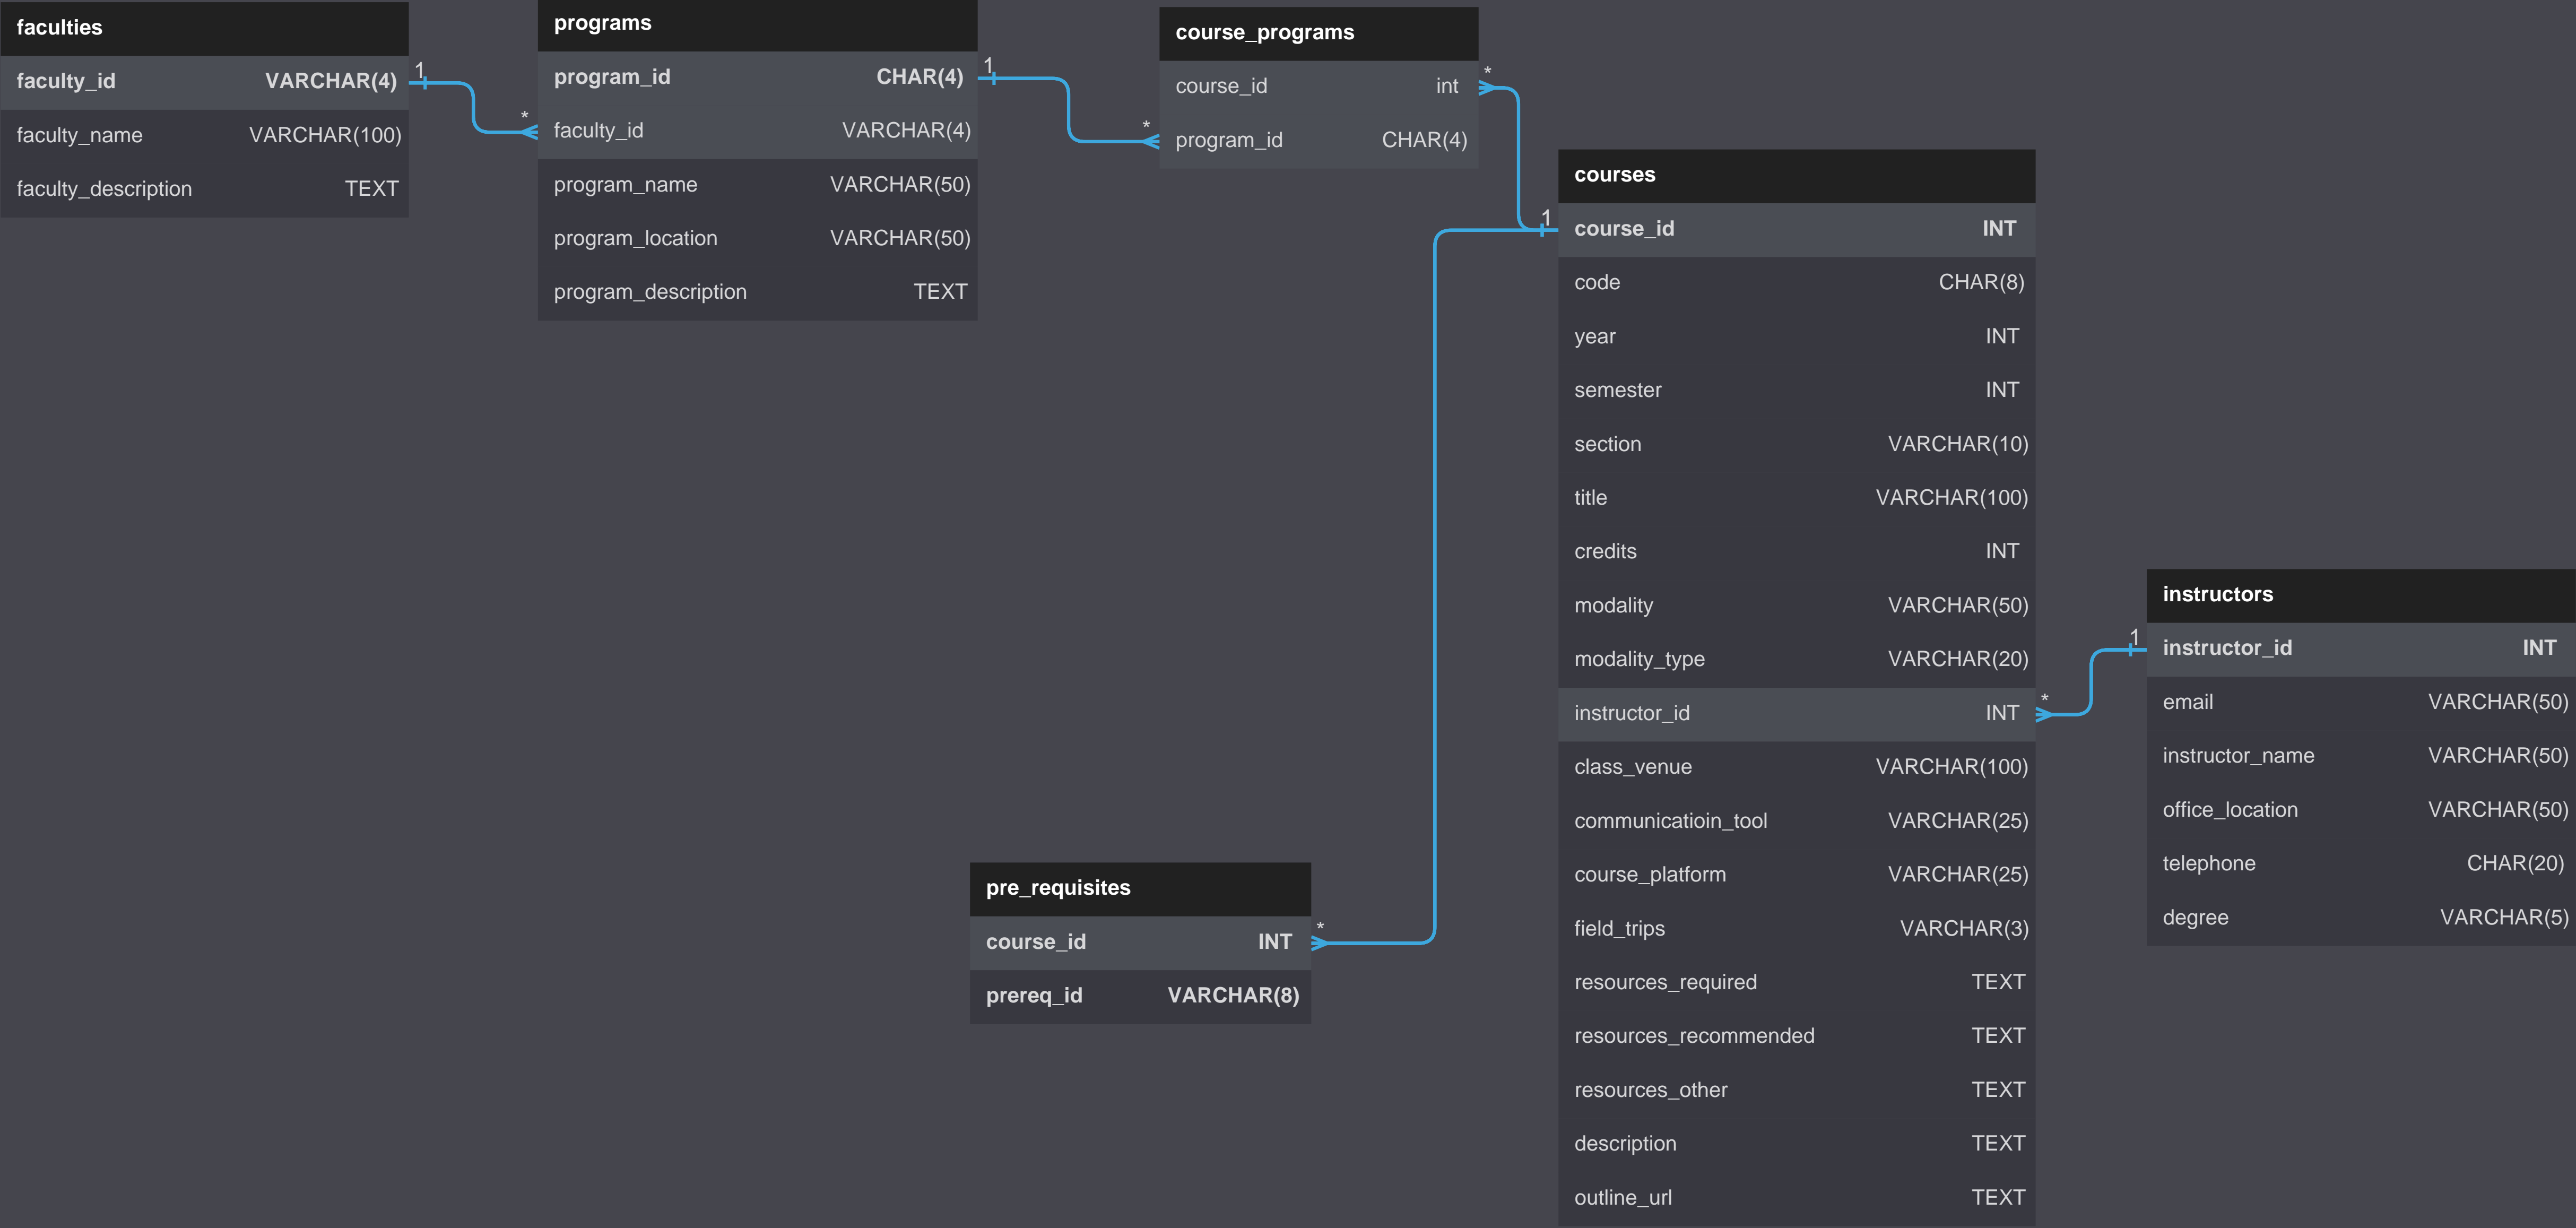 faculties
faculty_id VARCHAR(4)
faculty_name VARCHAR(100)
faculty_description TEXT
1
*
programs
program_id CHAR(4)
faculty_id VARCHAR(4)
program_name VARCHAR(50)
program_location VARCHAR(50)
program_description TEXT
1
*
course_programs
course_id int
program_id CHAR(4)
*
1
courses
course_id INT
code CHAR(8)
year INT
semester INT
section VARCHAR(10)
title VARCHAR(100)
credits INT
modality VARCHAR(50)
modality_type VARCHAR(20)
instructor_id INT
class_venue VARCHAR(100)
communicatioin_tool VARCHAR(25)
course_platform VARCHAR(25)
field_trips VARCHAR(3)
resources_required TEXT
resources_recommended TEXT
resources_other TEXT
description TEXT
outline_url TEXT
*
1
instructors
instructor_id INT
email VARCHAR(50)
instructor_name VARCHAR(50)
office_location VARCHAR(50)
telephone CHAR(20)
degree VARCHAR(5)
pre_requisites
course_id INT
prereq_id VARCHAR(8)
*